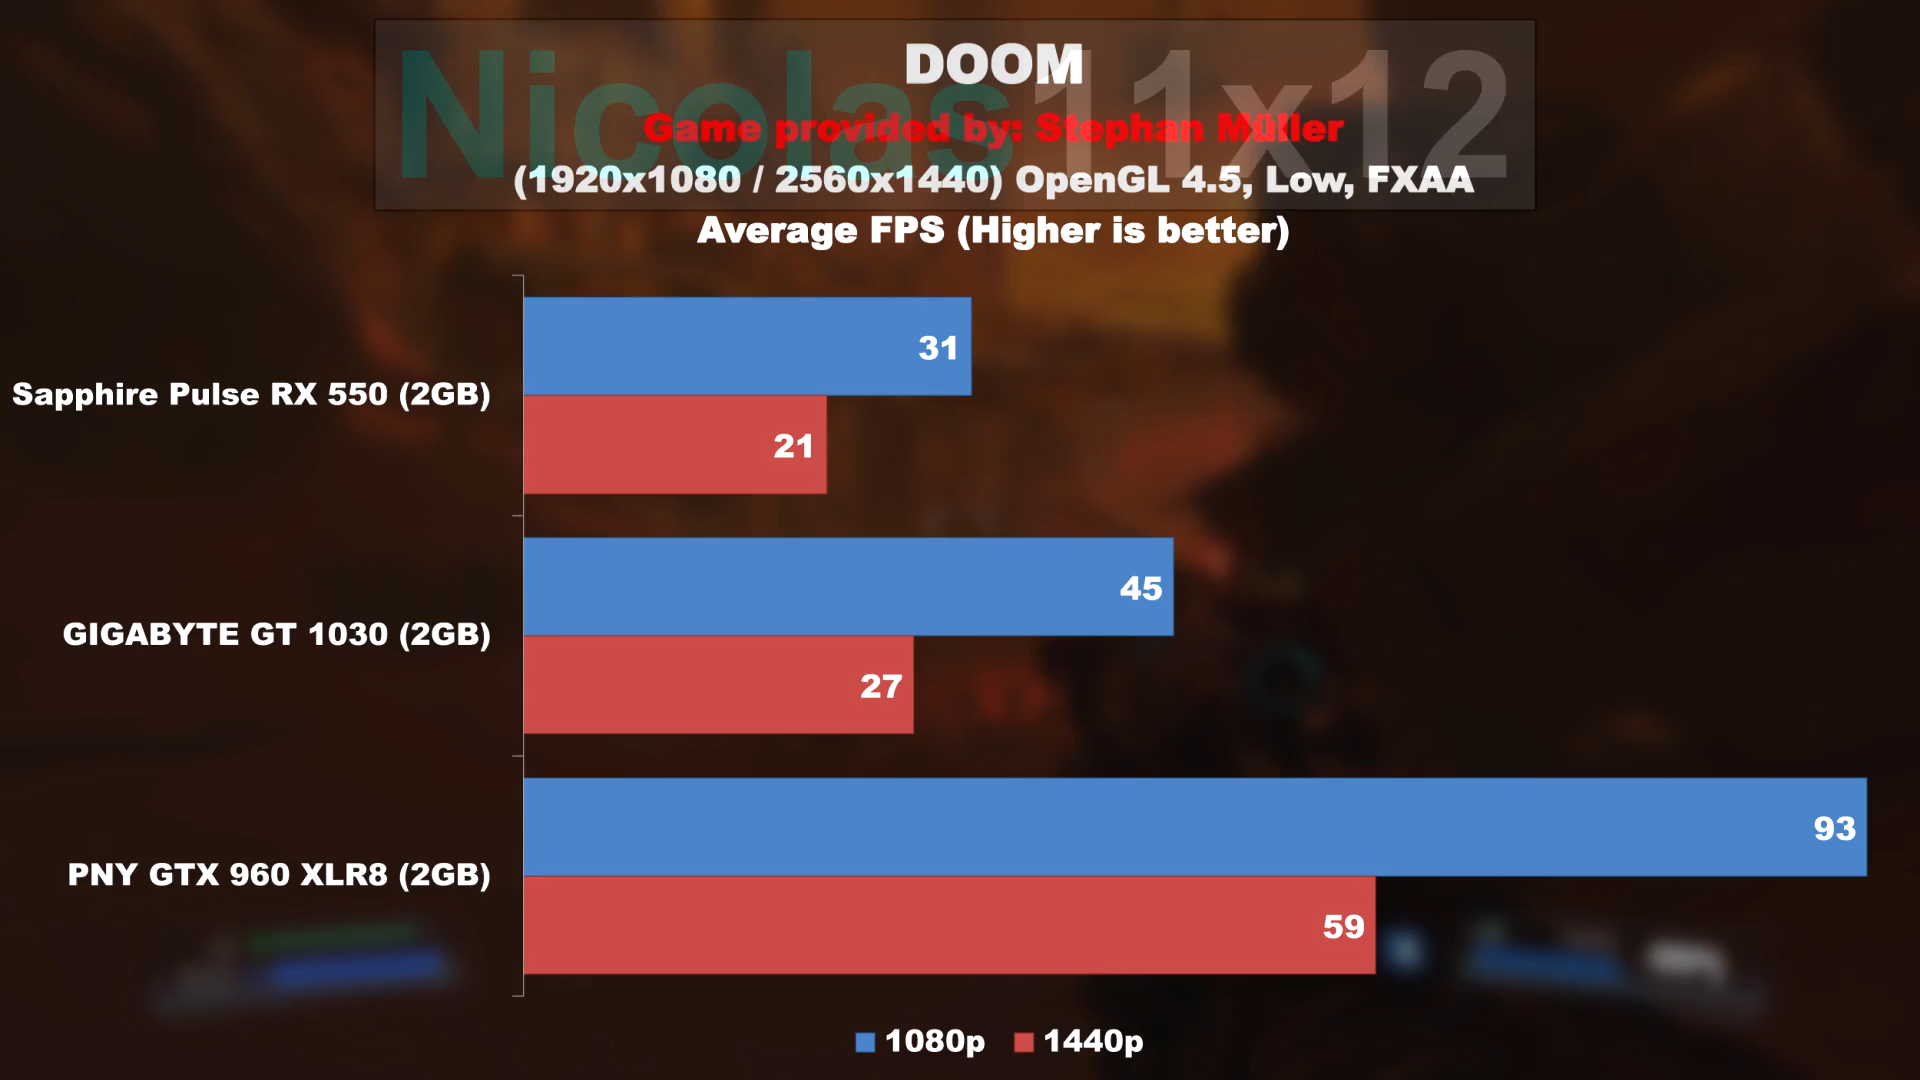 Nicolas11x12
DOOM
Game provided by: Stephan Müller
(1920x1080 / 2560x1440) OpenGL 4.5, Low, FXAA
Average FPS (Higher is better)
Sapphire Pulse RX 550 (2GB)
31
21
GIGABYTE GT 1030 (2GB)
45
27
PNY GTX 960 XLR8 (2GB)
93
59
1080p
1440p